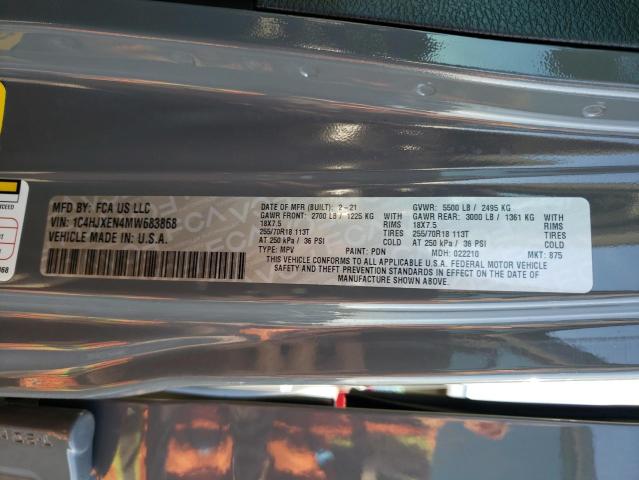 MFD BY: FCA US LLC
VIN: 1C4HJXEN4MW683868
VEHICLE MADE IN: U.S.A.
DATE OF MFR (BUILT): 2-21
GAWR FRONT: 2700 LB / 1225 KG
18X7.5
WITH
RIMS
255/70R18 113T
TIRES
AT 250 kPa / 36 PSI
TYPE: MPV
PAINT: PDN
GVWR: 5500 LB / 2495 KG
GAWR REAR: 3000 LB / 1361 KG
18X7.5
WITH
RIMS
255/70R18 113T
TIRES
AT 250 kPa / 36 PSI
MDH: 022210
MKT: 875
THIS VEHICLE CONFORMS TO ALL APPLICABLE U.S.A. FEDERAL MOTOR VEHICLE
SAFETY AND THEFT PREVENTION STANDARDS IN EFFECT ON THE DATE OF
MANUFACTURE SHOWN ABOVE.